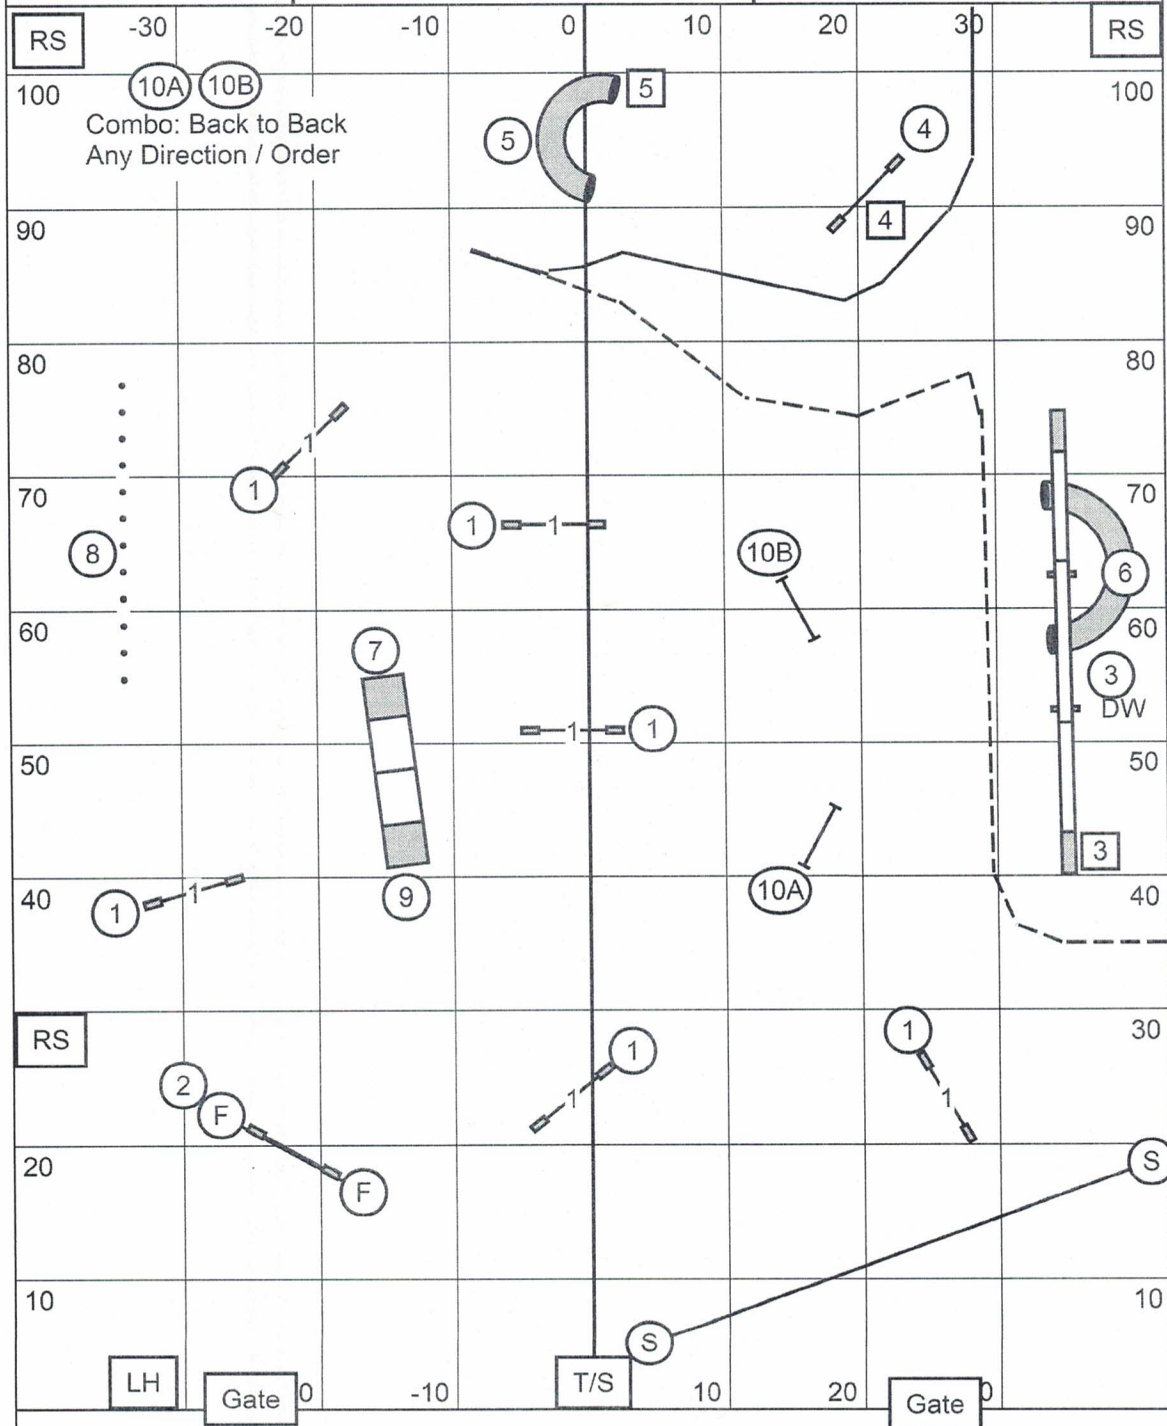 RS -30 -20 -10 0 10 20 30 RS
100 10A 10B 5 5 4 100
Combo: Back to Back
Any Direction / Order
90 4 90
80 80
70 1 1 70
8 10B 6
60 7 60
3
DW
1 1
50 50
1 1
3
40 1 1 9 10A 40
RS 1 1 30
2 F 1 1
20 F S
10 10
S
LH Gate 0 -10 T/S 10 20 Gate 0